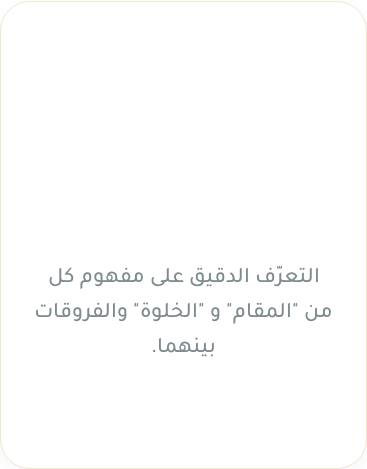 التعرّف الدقيق على مفهوم كل
من "المقام" و "الخلوة" والفروقات
بينهما.